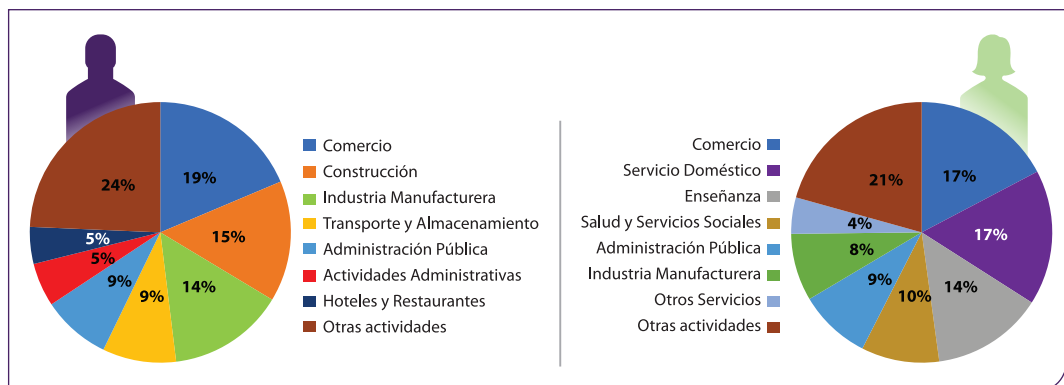 19%
15%
14%
9%
9%
5%
5%
24%
Comercio
Construcción
Industria Manufacturera
Transporte y Almacenamiento
Administración Pública
Actividades Administrativas
Hoteles y Restaurantes
Otras actividades
Comercio
Servicio Doméstico
Enseñanza
Salud y Servicios Sociales
Administración Pública
Industria Manufacturera
Otros Servicios
Otras actividades
17%
17%
14%
10%
9%
8%
4%
21%